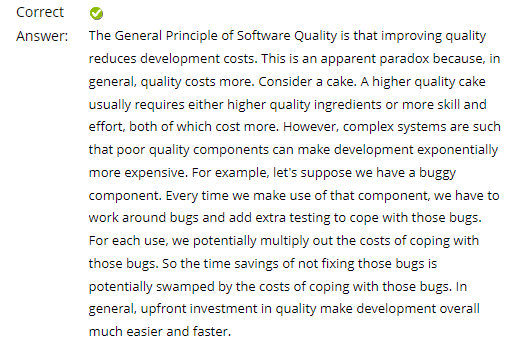 Correct
Answer: The General Principle of Software Quality is that improving quality
reduces development costs. This is an apparent paradox because, in
general, quality costs more. Consider a cake. A higher quality cake
usually requires either higher quality ingredients or more skill and
effort, both of which cost more. However, complex systems are such
that poor quality components can make development exponentially
more expensive. For example, let's suppose we have a buggy
component. Every time we make use of that component, we have to
work around bugs and add extra testing to cope with those bugs.
For each use, we potentially multiply out the costs of coping with
those bugs. So the time savings of not fixing those bugs is
potentially swamped by the costs of coping with those bugs. In
general, upfront investment in quality make development overall
much easier and faster.